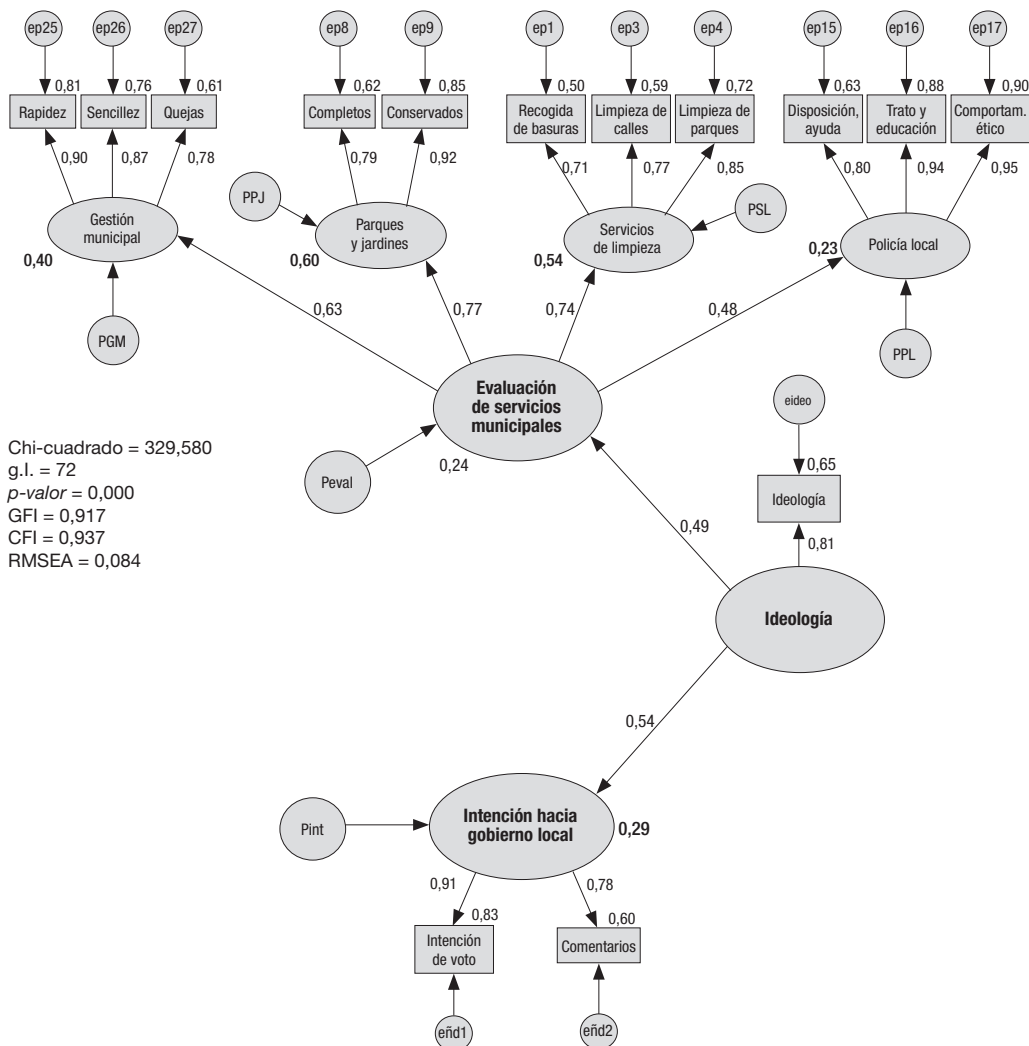 ep25 ep26 ep27 ep8 ep9 ep1 ep3 ep4 ep15 ep16 ep17
0,81 0,76 0,61 0,62 0,85 0,50 0,59 0,72 0,63 0,88 0,90
Rapidez Sencillez Quejas Completos Conservados
Recogida
de basuras
Limpieza de
calles
Limpieza de
parques
Disposición,
ayuda
Trato y
educación
Comportam.
ético
0,90 0,87 0,78 0,79 0,92 0,71 0,77 0,85 0,80 0,94 0,95
PPJ PSL
Gestión
municipal
0,40
Parques
y jardines
0,60
Servicios
de limpieza
0,54
Policía local
0,23
PGM PPL
0,63 0,77 0,74 0,48
Evaluación
de servicios
municipales
Peval
0,24
eideo
0,65
Ideología
0,81
Chi-cuadrado = 329,580
g.l. = 72
p-valor = 0,000
GFI = 0,917
CFI = 0,937
RMSEA = 0,084
0,49
Ideología
0,54
Pint
Intención hacia
gobierno local
0,29
0,91 0,78
0,83 0,60
Intención
de voto
Comentarios
eñd1 eñd2